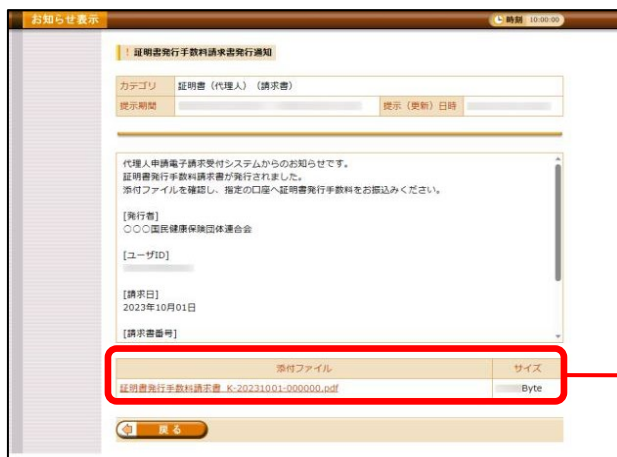 お知らせ表示
時刻 10:00:00
! 証明書発行手数料請求書発行通知
カテゴリ 証明書（代理人）（請求書）
掲示期間 提示（更新）日時
代理人申請電子請求受付システムからのお知らせです。
証明書発行手数料請求書が発行されました。
添付ファイルを確認し、指定の口座へ証明書発行手数料をお振込みください。
[発行者]
〇〇〇国民健康保険団体連合会
[ユーザID]
[請求日]
2023年10月01日
[請求書番号]
添付ファイル サイズ
証明書発行手数料請求書_K-20231001-000000.pdf Byte
戻る